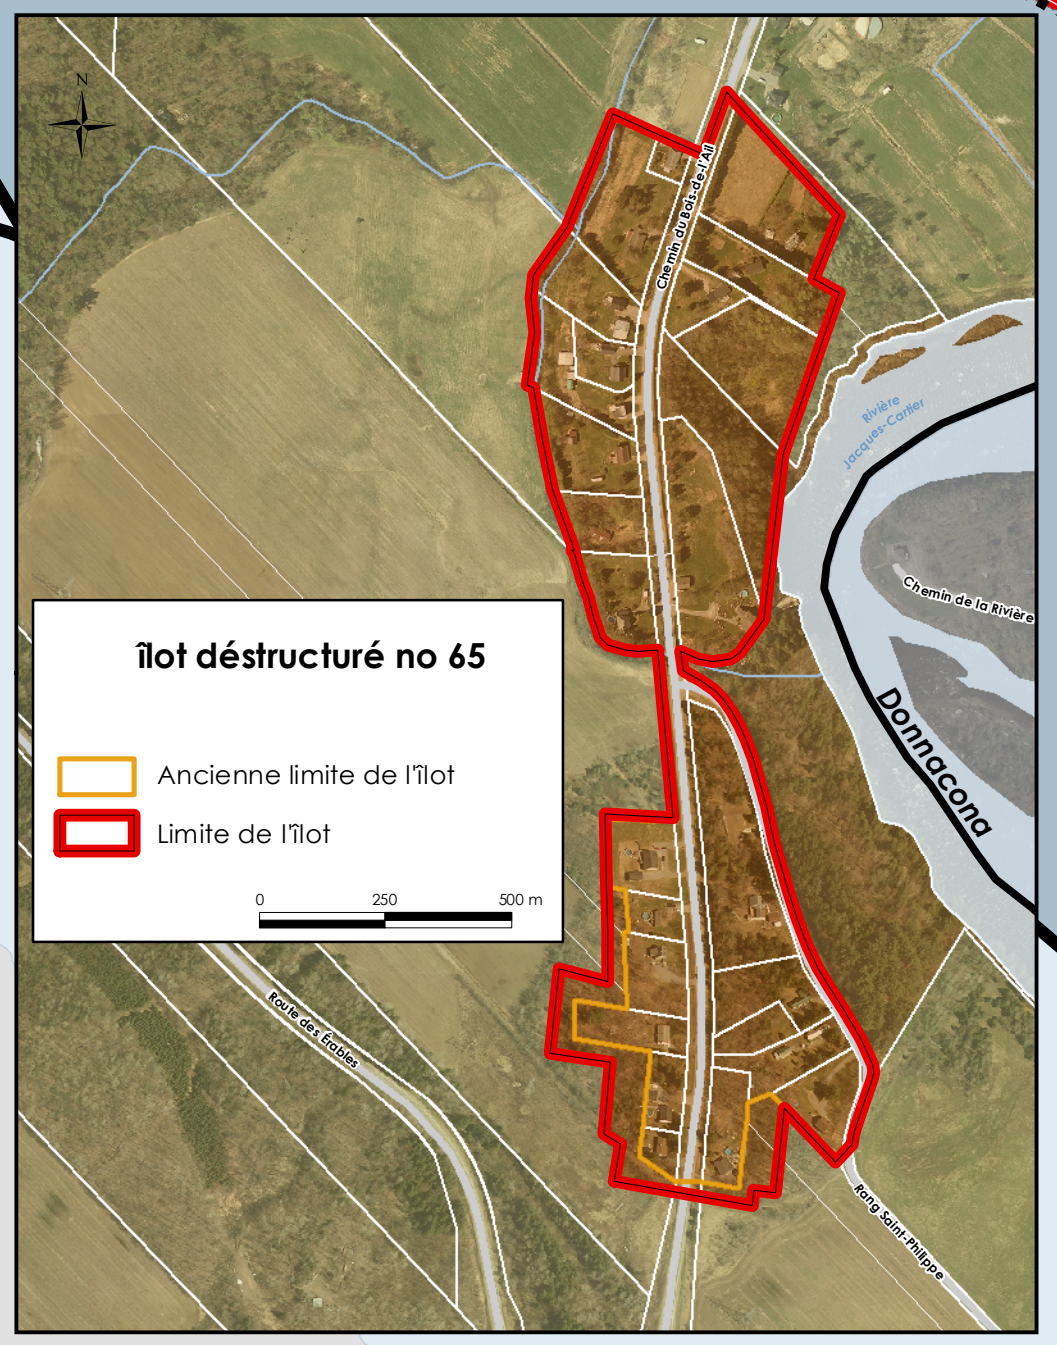 N
Chemin du Bois-de-l'Ail
Rivière
Jacques-Cartier
Chemin de la Rivière
îlot déstructuré no 65
Ancienne limite de l'îlot
Limite de l'îlot
0 250 500 m
Donnacona
Route des Érables
Rang Saint-Philippe